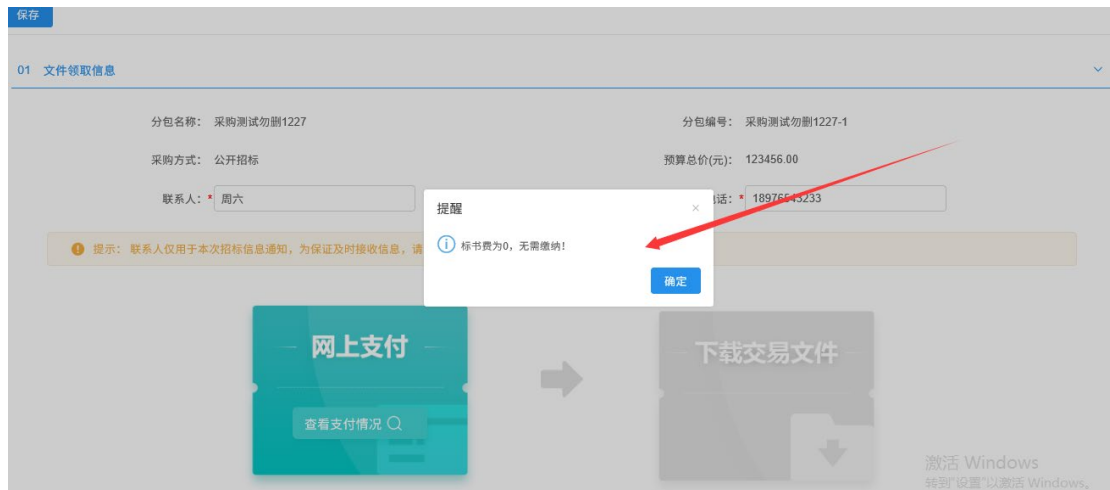 保存
01 文件领取信息
分包名称: 采购测试勿删1227
分包编号: 采购测试勿删1227-1
采购方式: 公开招标
预算总价(元): 123456.00
联系人: * 周六
话: * 18976543233
提醒
标书费为0，无需缴纳!
确定
提示: 联系人仅用于本次招标信息通知，为保证及时接收信息，请
网上支付
查看支付情况
下载交易文件
激活 Windows
转到"设置"以激活 Windows。